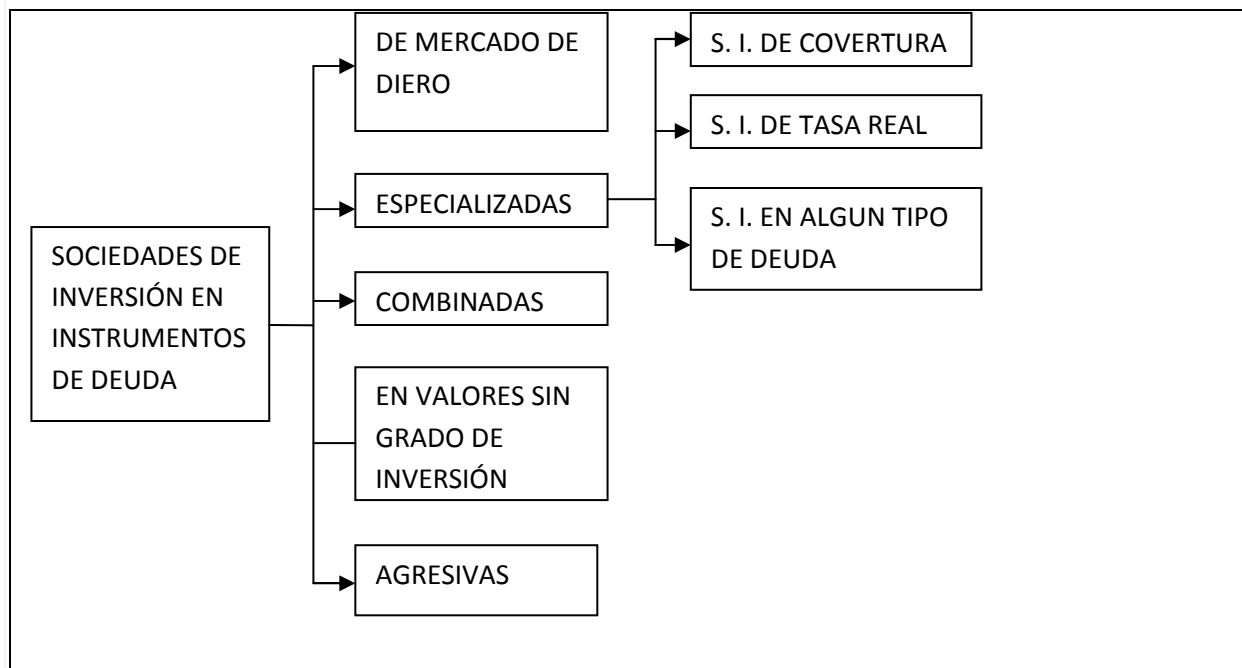 SOCIEDADES DE
INVERSIÓN EN
INSTRUMENTOS
DE DEUDA
DE MERCADO DE
DIERO
ESPECIALIZADAS
COMBINADAS
EN VALORES SIN
GRADO DE
INVERSIÓN
AGRESIVAS
S. I. DE COVERTURA
S. I. DE TASA REAL
S. I. EN ALGUN TIPO
DE DEUDA